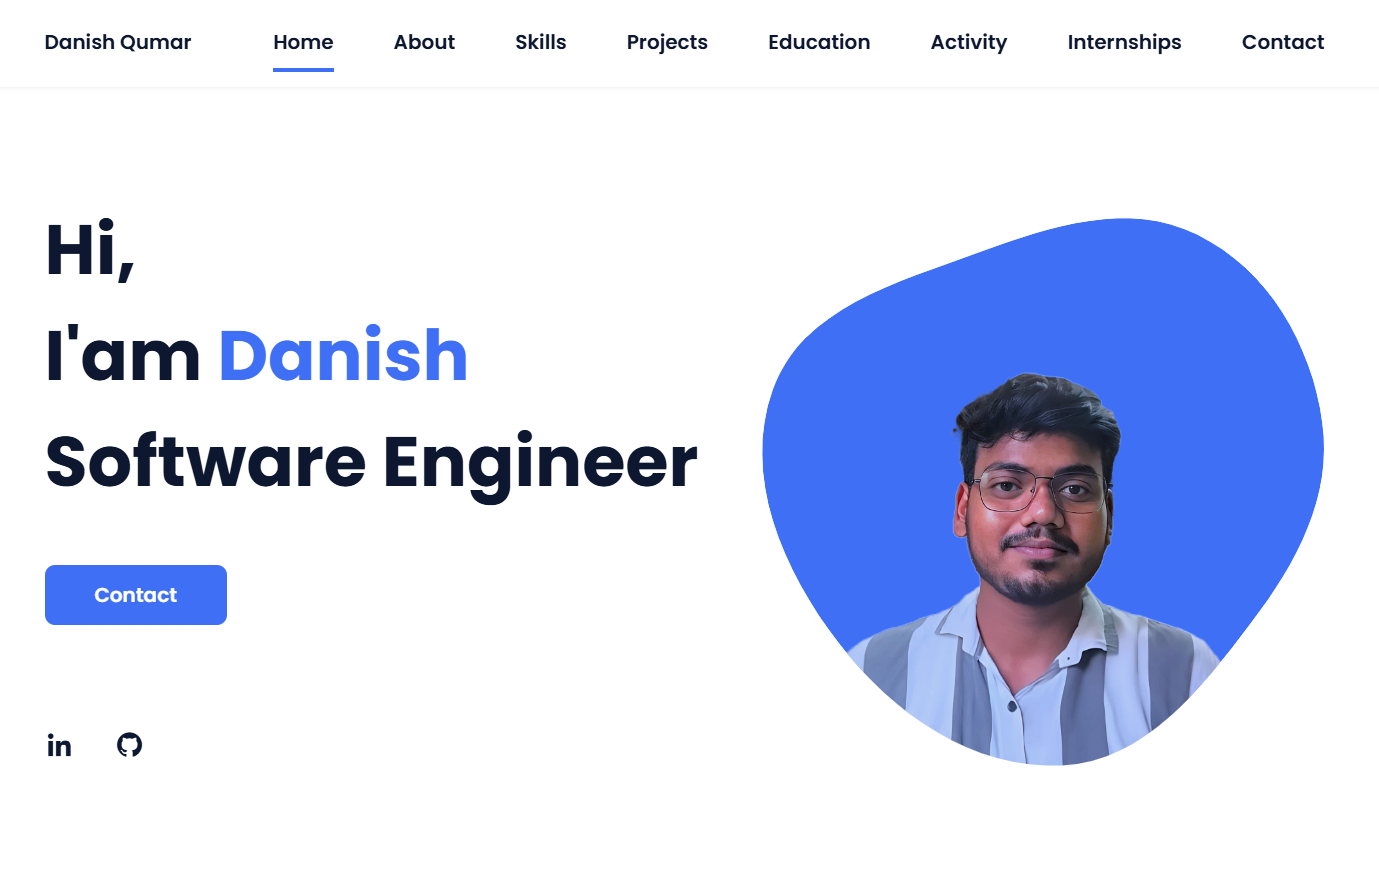 Danish Qumar Home About Skills Projects Education Activity Internships Contact
Hi,
I'am Danish
Software Engineer
Contact
in